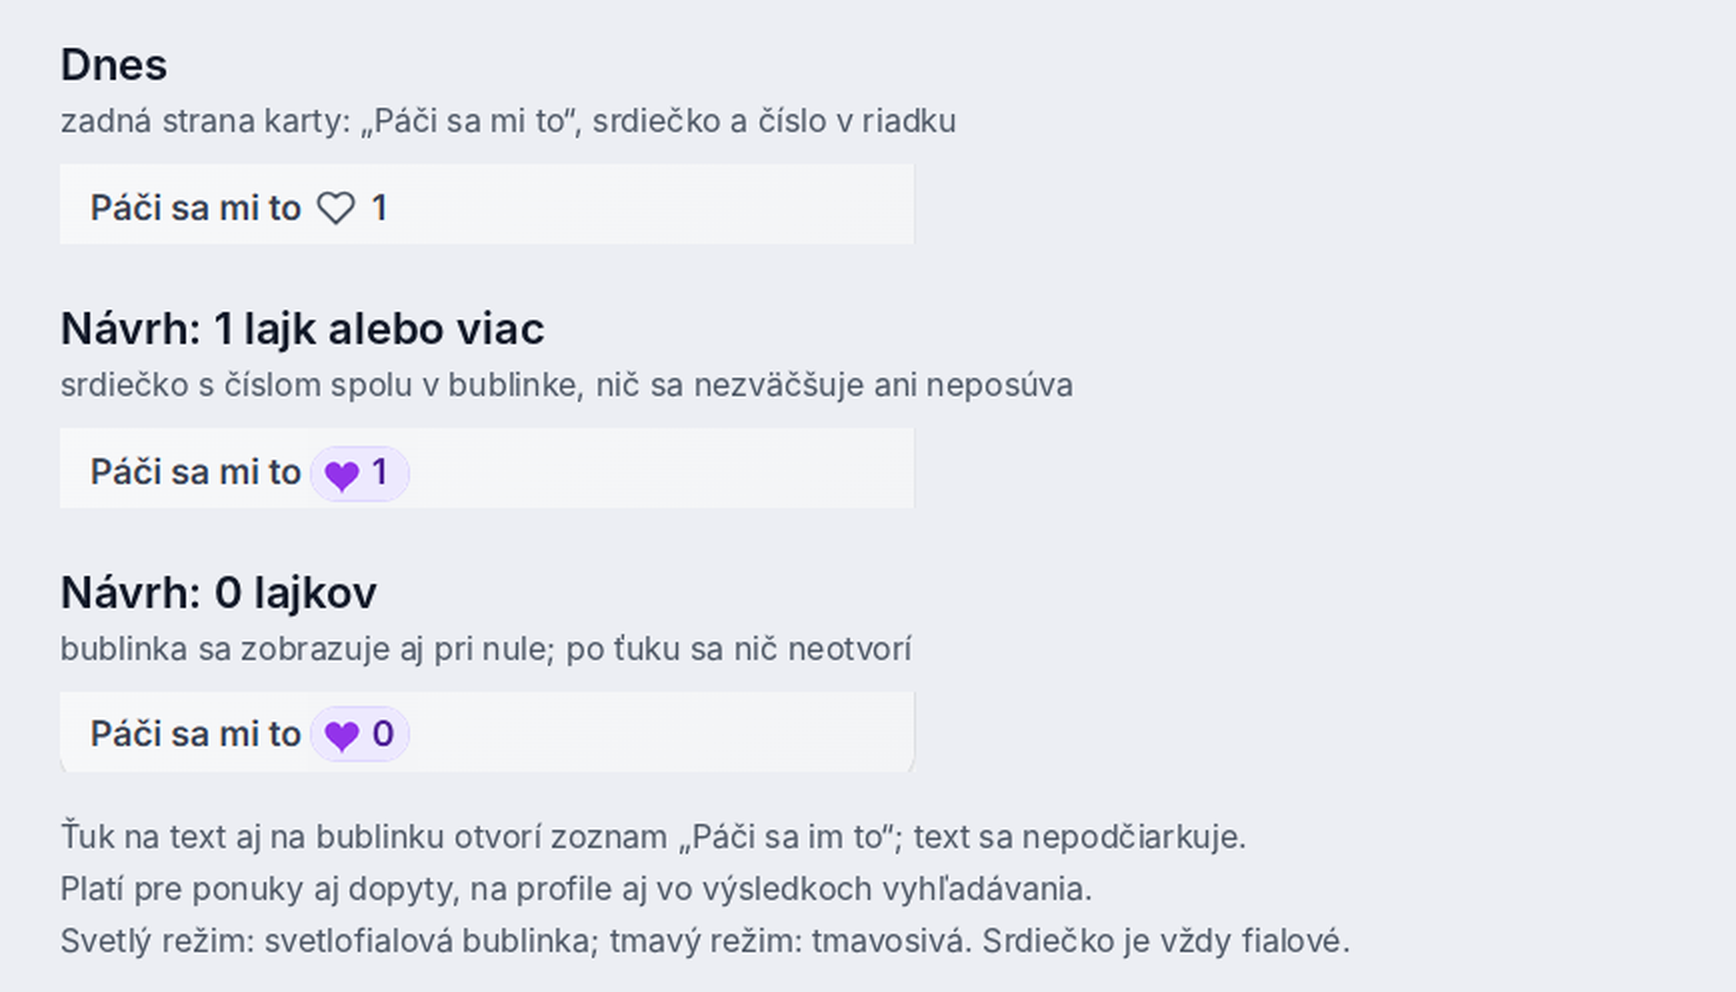 Dnes
zadná strana karty: „Páči sa mi to“, srdiečko a číslo v riadku
Páči sa mi to 1
Návrh: 1 lajk alebo viac
srdiečko s číslom spolu v bublinke, nič sa nezväčšuje ani neposúva
Páči sa mi to 1
Návrh: 0 lajkov
bublinka sa zobrazuje aj pri nule; po ťuku sa nič neotvorí
Páči sa mi to 0
Ťuk na text aj na bublinku otvorí zoznam „Páči sa im to“; text sa nepodčiarkuje.
Platí pre ponuky aj dopyty, na profile aj vo výsledkoch vyhľadávania.
Svetlý režim: svetlofialová bublinka; tmavý režim: tmavosivá. Srdiečko je vždy fialové.